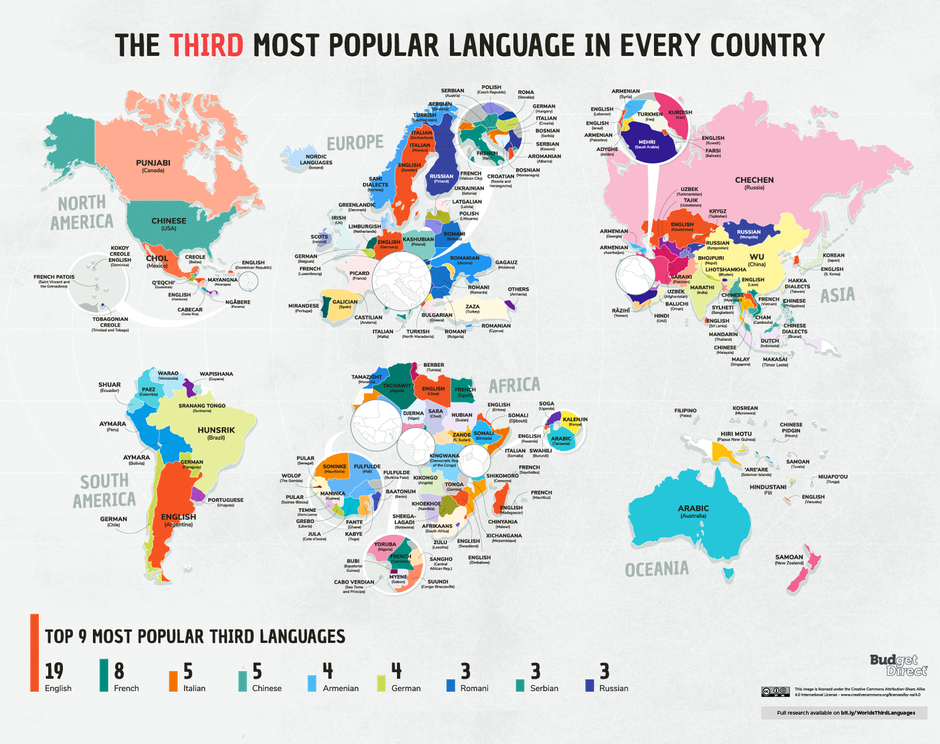 THE THIRD MOST POPULAR LANGUAGE IN EVERY COUNTRY
NORTH
AMERICA
PUNJABI
(Canada)
CHINESE
(USA)
CHOL
(Mexico)
KOKOY
CREOLE
ENGLISH
(Dominica)
CREOLE
(Belize)
ENGLISH
(Dominican Republic)
FRENCH PATOIS
(Saint Vincent and
the Grenadines)
Q'EQCHI'
ENGLISH
MAYANGNA
(Nicaragua)
NGÄBERE
(Panama)
CABECAR
(Costa Rica)
TOBAGONIAN
CREOLE
(Trinidad and Tobago)
EUROPE
NORDIC
LANGUAGES
(Iceland)
SERBIAN
(Austria)
POLISH
(Czech Republic)
ROMA
(Slovakia)
GERMAN
(Hungary)
ITALIAN
(Croatia)
BOSNIAN
(Serbia)
SERBIAN
(Kosovo)
AROMANIAN
(Albania)
BOSNIAN
(Montenegro)
CROATIAN
(Bosnia and
Herzegovina)
FRENCH
(Vatican City)
TURKISH
ITALIAN
(Switzerland)
ITALIAN
(Monaco)
ENGLISH
(Sweden)
RUSSIAN
(Finland)
SAMI
DIALECTS
(Norway)
UKRAINIAN
(Estonia)
LATGALIAN
(Latvia)
POLISH
(Lithuania)
GREENLANDIC
(Denmark)
IRISH
(UK)
LIMBURGISH
(Netherlands)
SCOTS
(Ireland)
GERMAN
(Belgium)
FRENCH
ENGLISH
(Germany)
KASHUBIAN
(Poland)
ROMANI
PICARD
(France)
ROMANIAN
GAGAUZ
(Moldova)
ROMANI
(Romania)
OTHERS
(Armenia)
MIRANDESE
(Portugal)
GALICIAN
(Spain)
CASTILIAN
(Andorra)
ITALIAN
(Malta)
TURKISH
(North Macedonia)
BULGARIAN
(Greece)
ROMANI
(Bulgaria)
ZAZA
(Turkey)
ROMANIAN
(Cyprus)
ASIA
ARMENIAN
(Syria)
TURKMEN
(Iraq)
KURDISH
(Iran)
ENGLISH
(Lebanon)
ENGLISH
(Israel)
ARMENIAN
ADYGHE
(Jordan)
MEHRI
(Saudi Arabia)
ENGLISH
(Kuwait)
FARSI
(Bahrain)
CHECHEN
(Russia)
UZBEK
(Turkmenistan)
TAJIK
(Uzbekistan)
KRYGZ
(Tajikistan)
ENGLISH
(Kazakhstan)
RUSSIAN
(Mongolia)
RUSSIAN
(Kyrgyzstan)
WU
(China)
ARMENIAN
(Georgia)
ARMENIAN
BHOJPURI
(Nepal)
LHOTSHAMKHA
(Bhutan)
KOREAN
(Japan)
ENGLISH
(S. Korea)
SARAIKI
MARATHI
(India)
HAKKA
DIALECTS
(Taiwan)
CHINESE
(Philippines)
RĀZIḤĪ
(Yemen)
UZBEK
(Afghanistan)
BALUCHI
(Oman)
HINDI
(UAE)
SYLHETI
(Bangladesh)
ENGLISH
(Sri Lanka)
ENGLISH
(Laos)
CHINESE
FRENCH
(Vietnam)
CHAM
(Cambodia)
CHINESE
DIALECTS
(Brunei)
MANDARIN
(Thailand)
CHINESE
(Malaysia)
MALAY
(Singapore)
DUTCH
(Indonesia)
MAKASAI
(Timor Leste)
SOUTH
AMERICA
WARAO
(Venezuela)
WAPISHANA
(Guyana)
SHUAR
(Ecuador)
PAEZ
(Colombia)
SRANANG TONGO
(Suriname)
HUNSRIK
(Brazil)
AYMARA
(Peru)
AYMARA
(Bolivia)
GERMAN
(Paraguay)
PORTUGUESE
(Uruguay)
GERMAN
(Chile)
ENGLISH
(Argentina)
AFRICA
TAMAZIGHT
(Morocco)
TACHAWIT
(Algeria)
BERBER
(Tunisia)
ENGLISH
(Libya)
FRENCH
(Egypt)
DJERMA
(Niger)
SARA
(Chad)
NUBIAN
(Sudan)
ENGLISH
(Eritrea)
SOMALI
(Djibouti)
SOGA
(Uganda)
KALENJIN
(Kenya)
ARABIC
(Tanzania)
ZANDE
(S. Sudan)
SOMALI
(Ethiopia)
ENGLISH
(Rwanda)
ITALIAN
(Somalia)
SWAHILI
(Burundi)
PULAR
(Senegal)
WOLOF
(The Gambia)
SONINKE
(Mauritania)
FULFULDE
(Mali)
FULFULDE
(Burkina Faso)
MANINKA
(Guinea)
PULAR
(Guinea-Bissau)
BAATONUM
(Benin)
KINGWANA
(Democratic Rep.
of the Congo)
KIKONGO
(Angola)
SHIKOMORO
(Comoros)
FRENCH
(Seychelles)
TONGA
(Zambia)
ENGLISH
(Madagascar)
FRENCH
(Mauritius)
TEMNE
(Sierra Leone)
GREBO
(Liberia)
JULA
(Cote d'Ivoire)
FANTE
(Ghana)
KABYE
(Togo)
SHEKGA-
LAGADI
(Botswana)
KHOEKHOE
(Namibia)
AFRIKAANS
(South Africa)
ZULU
(Lesotho)
CHINYANJA
(Malawi)
XICHANGANA
(Mozambique)
ENGLISH
(Swaziland)
ENGLISH
(Zimbabwe)
YORUBA
(Nigeria)
FRENCH
(Cameroon)
MYENE
(Gabon)
BUBI
(Equatorial
Guinea)
CABO VERDIAN
(Sao Tome
and Principe)
SANGHO
(Central
African Rep.)
SUUNDI
(Congo-Brazzaville)
OCEANIA
FILIPINO
(Palau)
KOSREAN
(Micronesia)
HIRI MOTU
(Papua New Guinea)
CHINESE
PIDGIN
(Nauru)
'ARE'ARE
(Solomon Islands)
SAMOAN
(Tuvalu)
NIUAFO'OU
(Tonga)
HINDUSTANI
(Fiji)
ENGLISH
(Vanuatu)
ARABIC
(Australia)
SAMOAN
(New Zealand)
TOP 9 MOST POPULAR THIRD LANGUAGES
19 English
8 French
5 Italian
5 Chinese
4 Armenian
4 German
3 Romani
3 Serbian
3 Russian
Budget
Direct
This image is licensed under the Creative Commons Attribution-Share Alike
4.0 International License - www.creativecommons.org/licenses/by-sa/4.0
Full research available on bit.ly/WorldsThirdLanguages